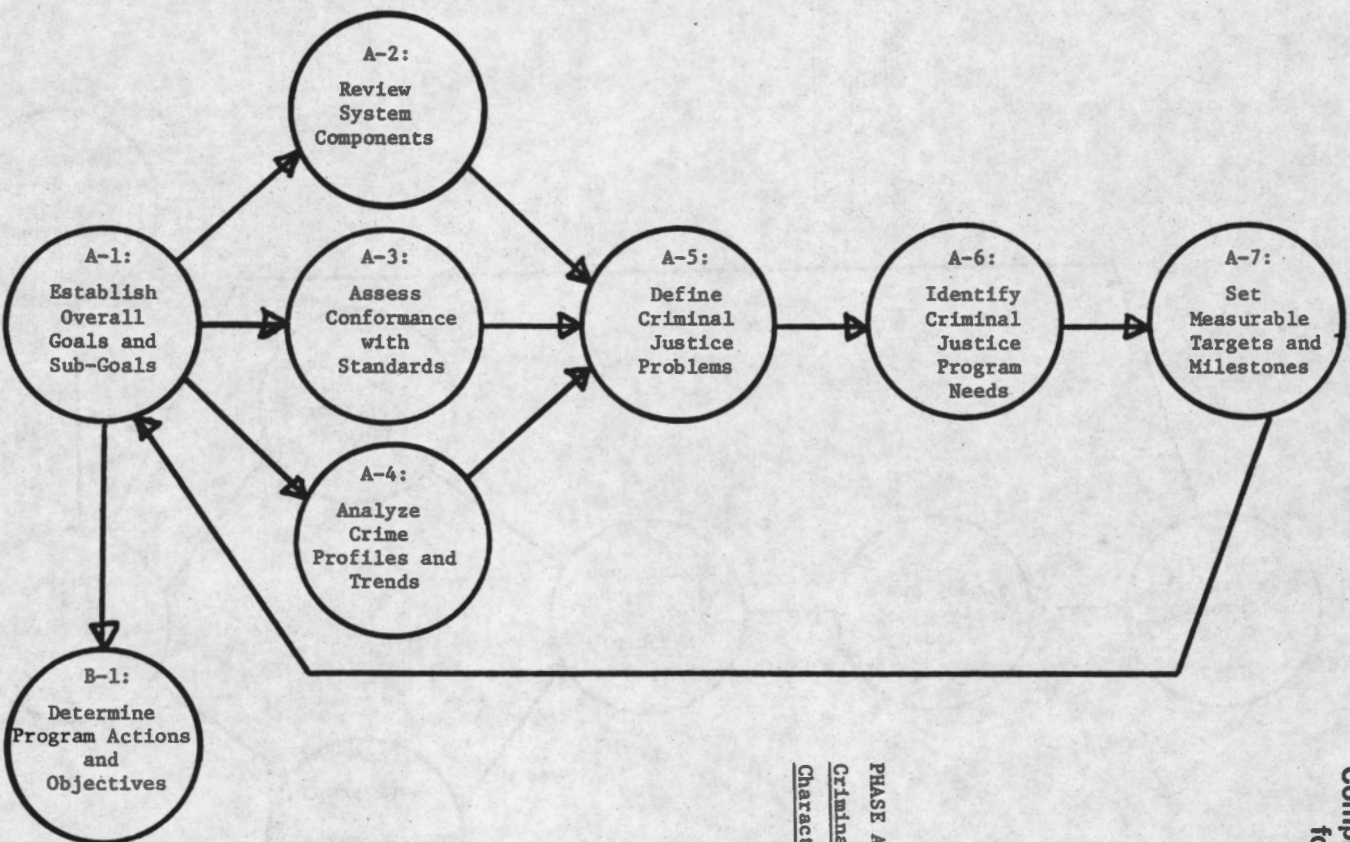 A-1:
Establish
Overall
Goals and
Sub-Goals
A-2:
Review
System
Components
A-3:
Assess
Conformance
with
Standards
A-4:
Analyze
Crime
Profiles and
Trends
A-5:
Define
Criminal
Justice
Problems
A-6:
Identify
Criminal
Justice
Program
Needs
A-7:
Set
Measurable
Targets and
Milestones
B-1:
Determine
Program Actions
and
Objectives
PHASE A